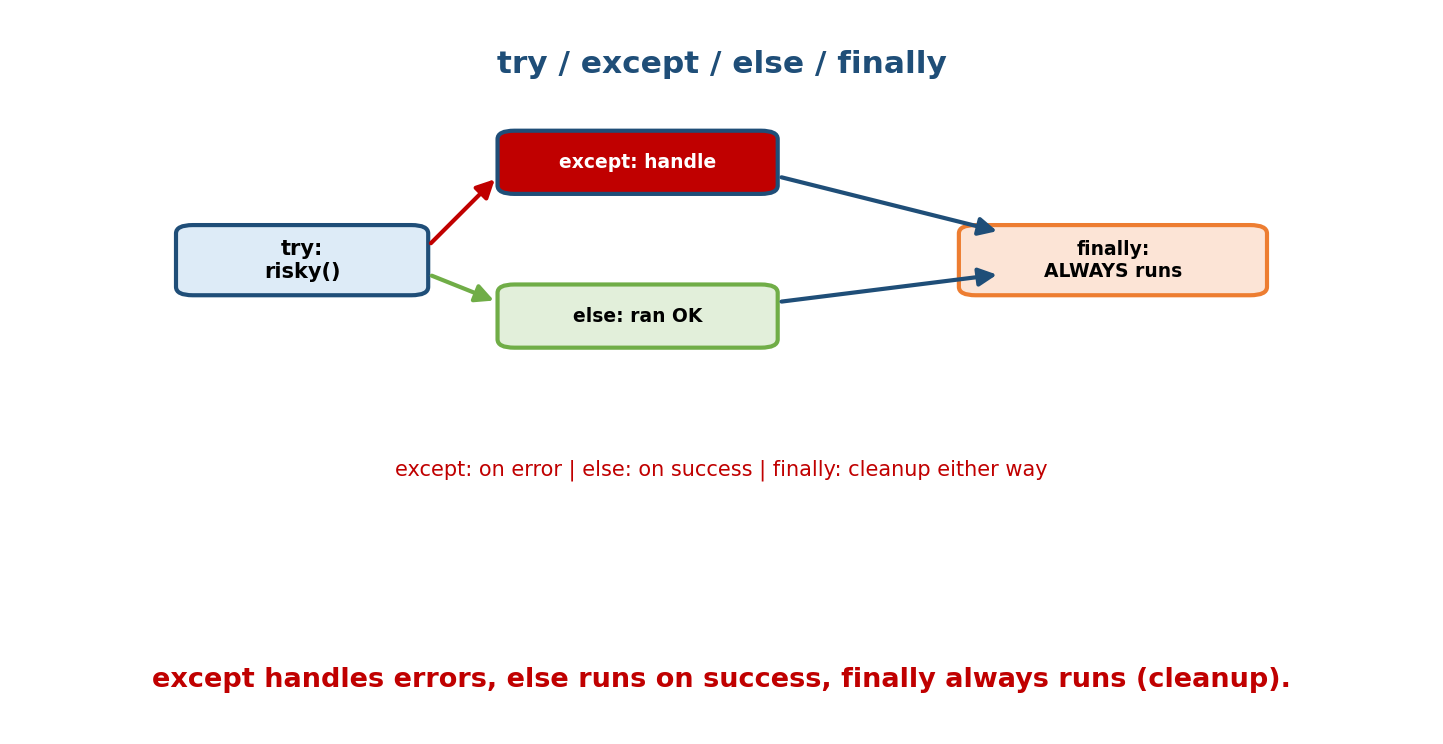 try / except / else / finally
except: handle
try:
risky()
finally:
ALWAYS runs
else: ran OK
except: on error | else: on success | finally: cleanup either way
except handles errors, else runs on success, finally always runs (cleanup).